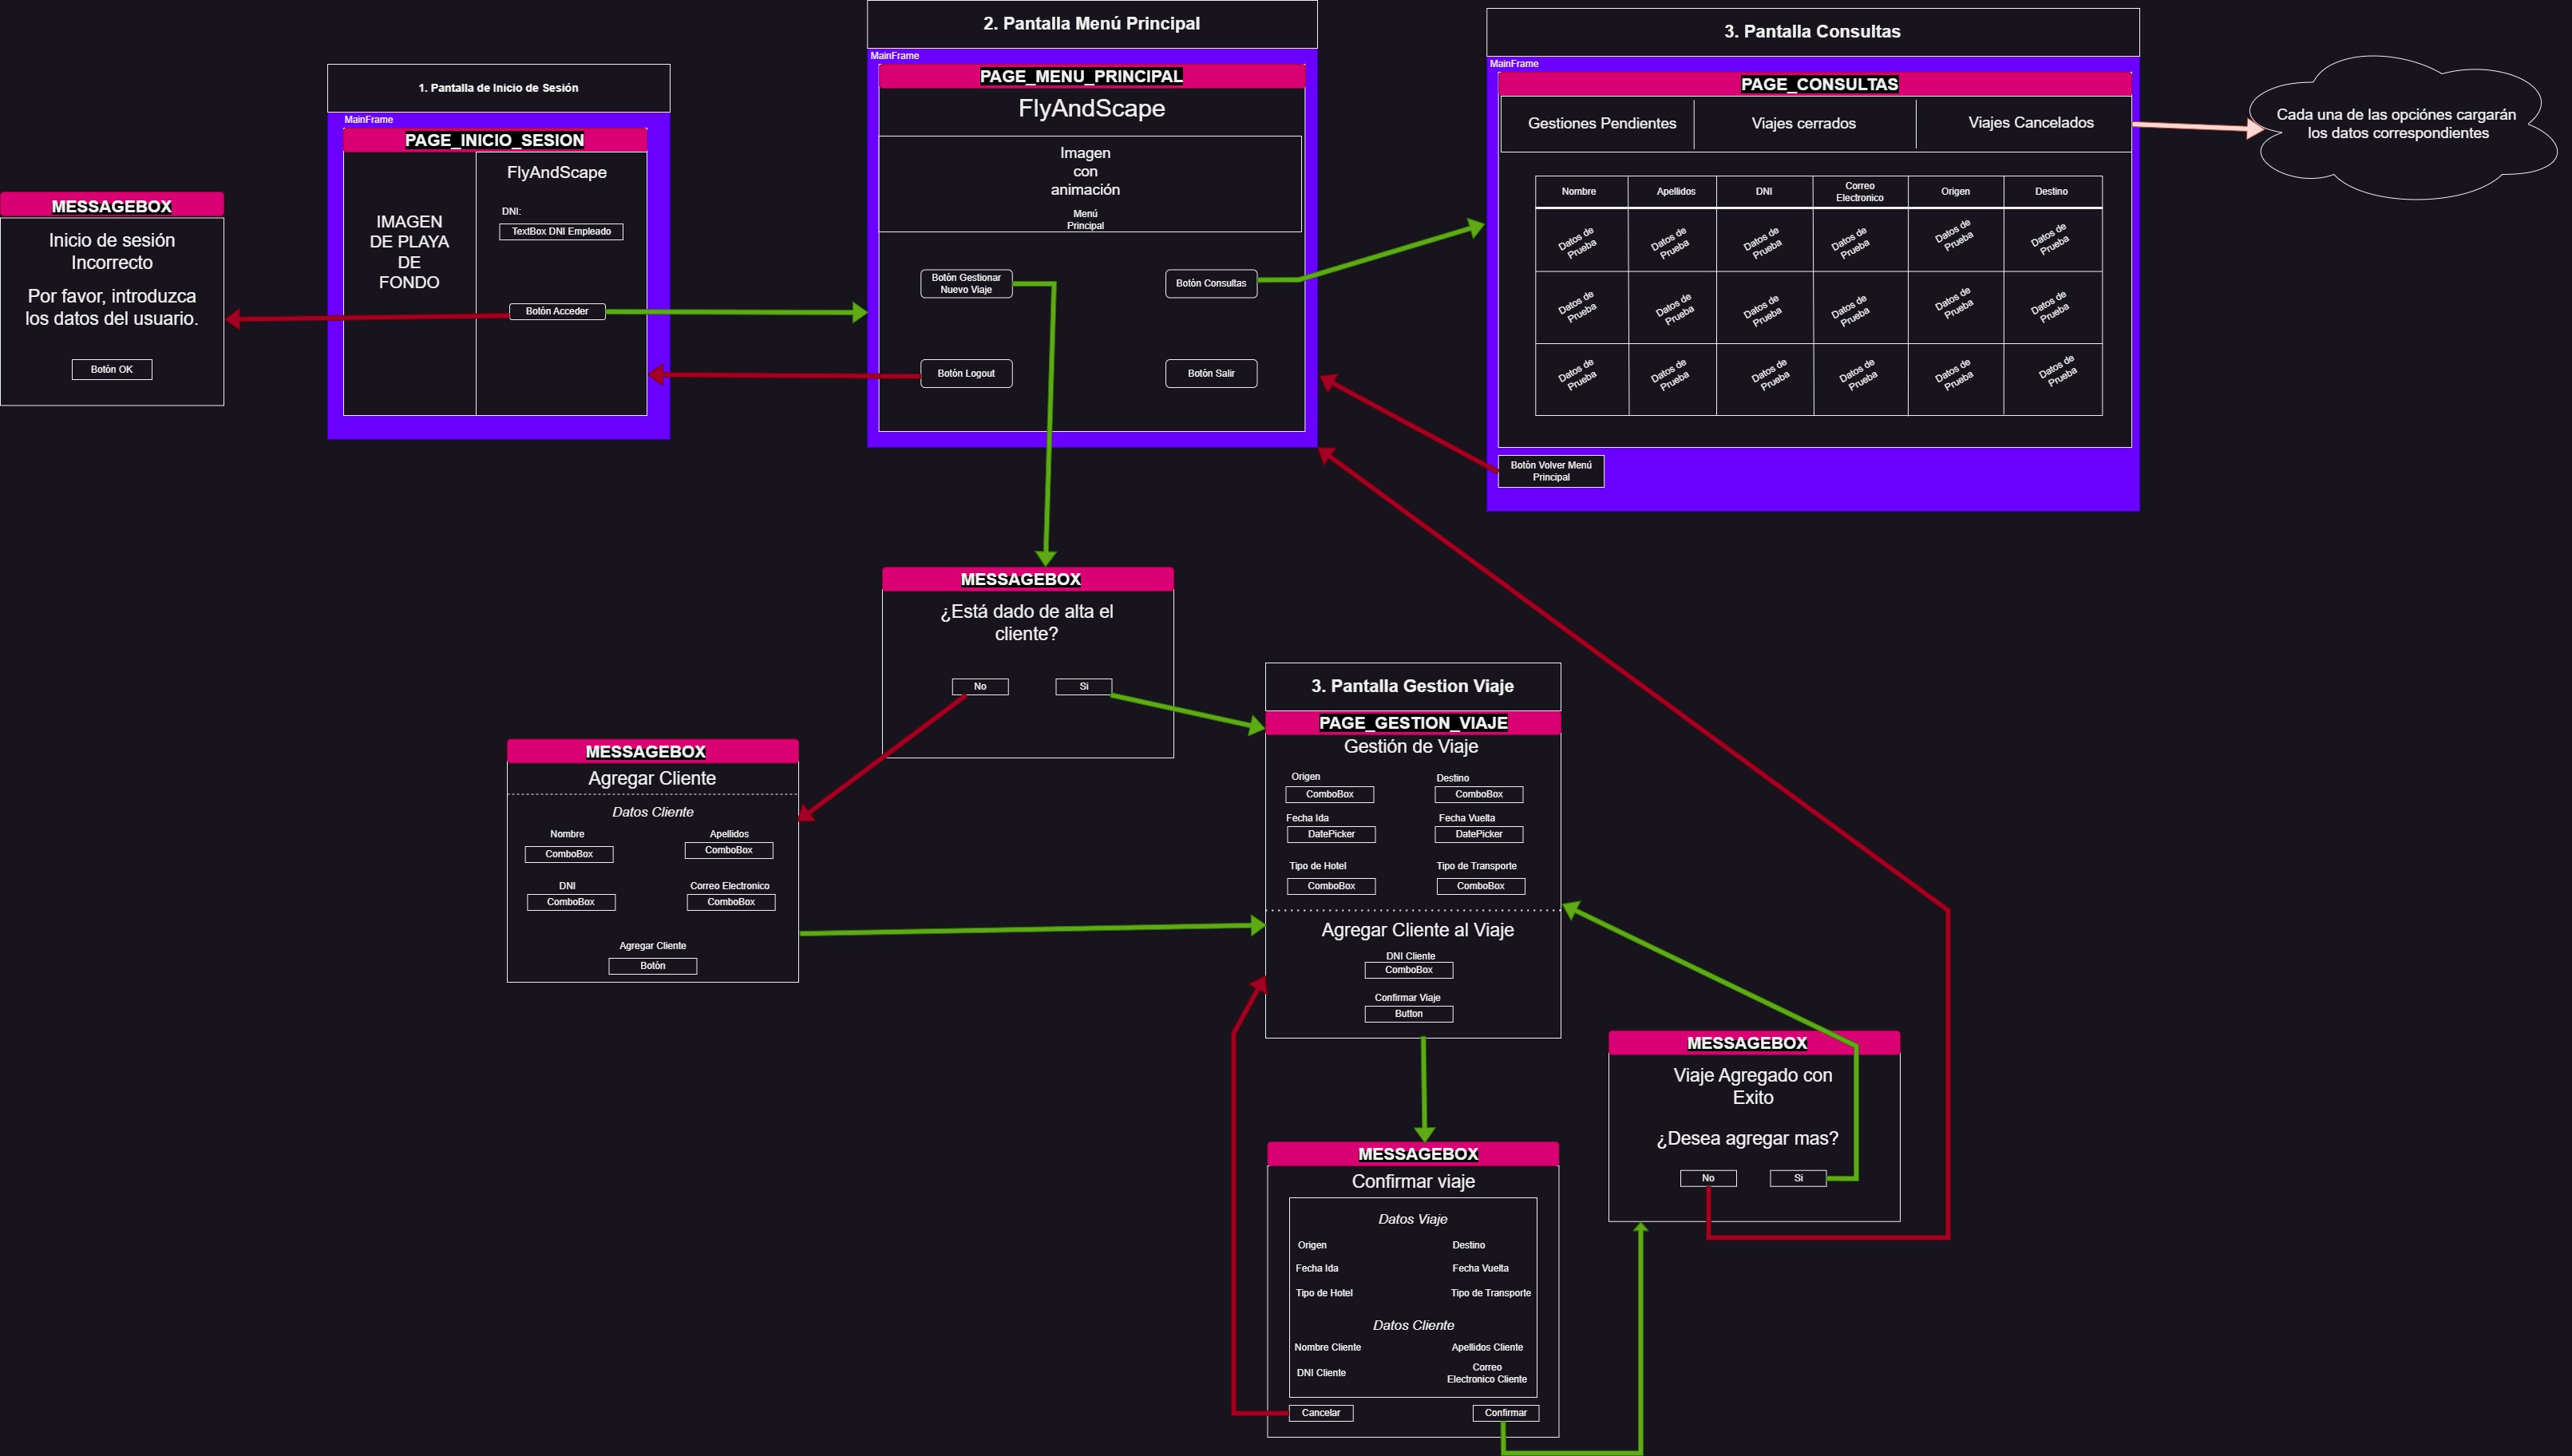 MESSAGEBOX
Inicio de sesión
Incorrecto
Por favor, introduzca
los datos del usuario.
Botón OK
1. Pantalla de Inicio de Sesión
MainFrame
PAGE_INICIO_SESION
IMAGEN
DE PLAYA
DE
FONDO
FlyAndScape
DNI:
TextBox DNI Empleado
Botón Acceder
2. Pantalla Menú Principal
MainFrame
PAGE_MENU_PRINCIPAL
FlyAndScape
Imagen
con
animación
Menú
Principal
Botón Gestionar
Nuevo Viaje
Botón Consultas
Botón Logout
Botón Salir
3. Pantalla Consultas
MainFrame
PAGE_CONSULTAS
Gestiones Pendientes
Viajes cerrados
Viajes Cancelados
Nombre
Apellidos
DNI
Correo
Electronico
Origen
Destino
Datos de
Prueba
Datos de
Prueba
Datos de
Prueba
Datos de
Prueba
Datos de
Prueba
Datos de
Prueba
Datos de
Prueba
Datos de
Prueba
Datos de
Prueba
Datos de
Prueba
Datos de
Prueba
Datos de
Prueba
Datos de
Prueba
Datos de
Prueba
Datos de
Prueba
Datos de
Prueba
Datos de
Prueba
Datos de
Prueba
Botón Volver Menú
Principal
Cada una de las opciónes cargarán
los datos correspondientes
MESSAGEBOX
¿Está dado de alta el
cliente?
No
Si
MESSAGEBOX
Agregar Cliente
Datos Cliente
Nombre
ComboBox
Apellidos
ComboBox
DNI
ComboBox
Correo Electronico
ComboBox
Agregar Cliente
Botón
3. Pantalla Gestion Viaje
PAGE_GESTION_VIAJE
Gestión de Viaje
Origen
ComboBox
Destino
ComboBox
Fecha Ida
DatePicker
Fecha Vuelta
DatePicker
Tipo de Hotel
ComboBox
Tipo de Transporte
ComboBox
Agregar Cliente al Viaje
DNI Cliente
ComboBox
Confirmar Viaje
Button
MESSAGEBOX
Viaje Agregado con
Exito
¿Desea agregar mas?
No
Si
MESSAGEBOX
Confirmar viaje
Datos Viaje
Origen
Destino
Fecha Ida
Fecha Vuelta
Tipo de Hotel
Tipo de Transporte
Datos Cliente
Nombre Cliente
Apellidos Cliente
DNI Cliente
Correo
Electronico Cliente
Cancelar
Confirmar